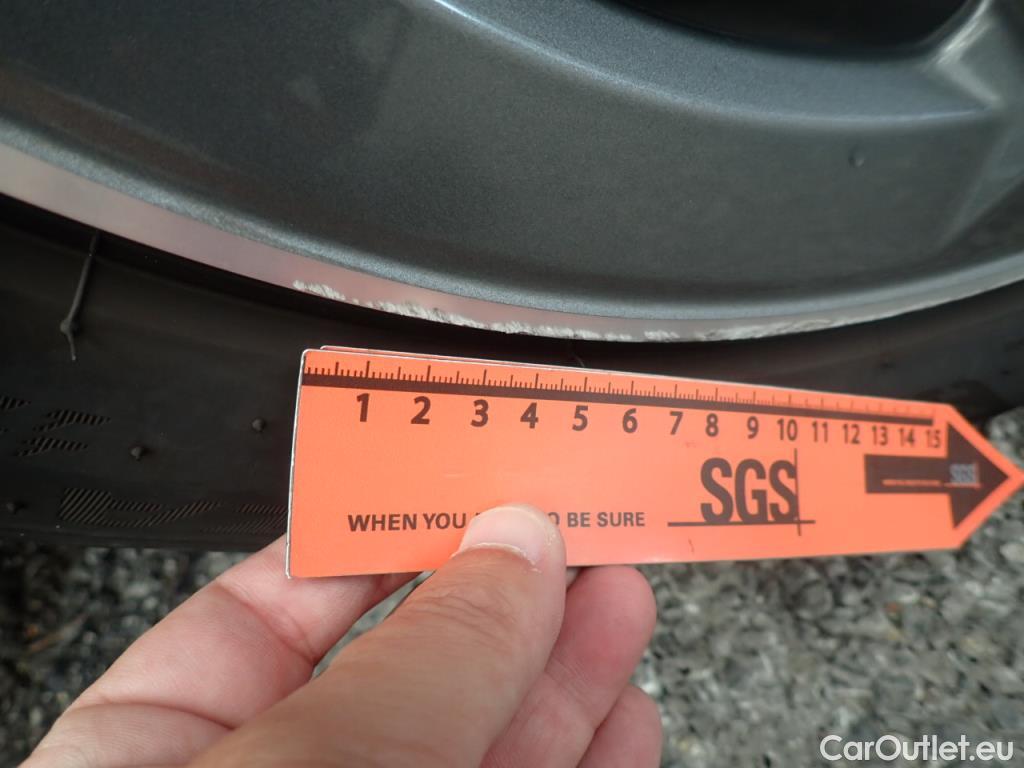 1 2 3 4 5 6 7 8 9 10 11 12 13 14 15
SGS
SGS
WHEN YOU BE SURE
CarOutlet.eu